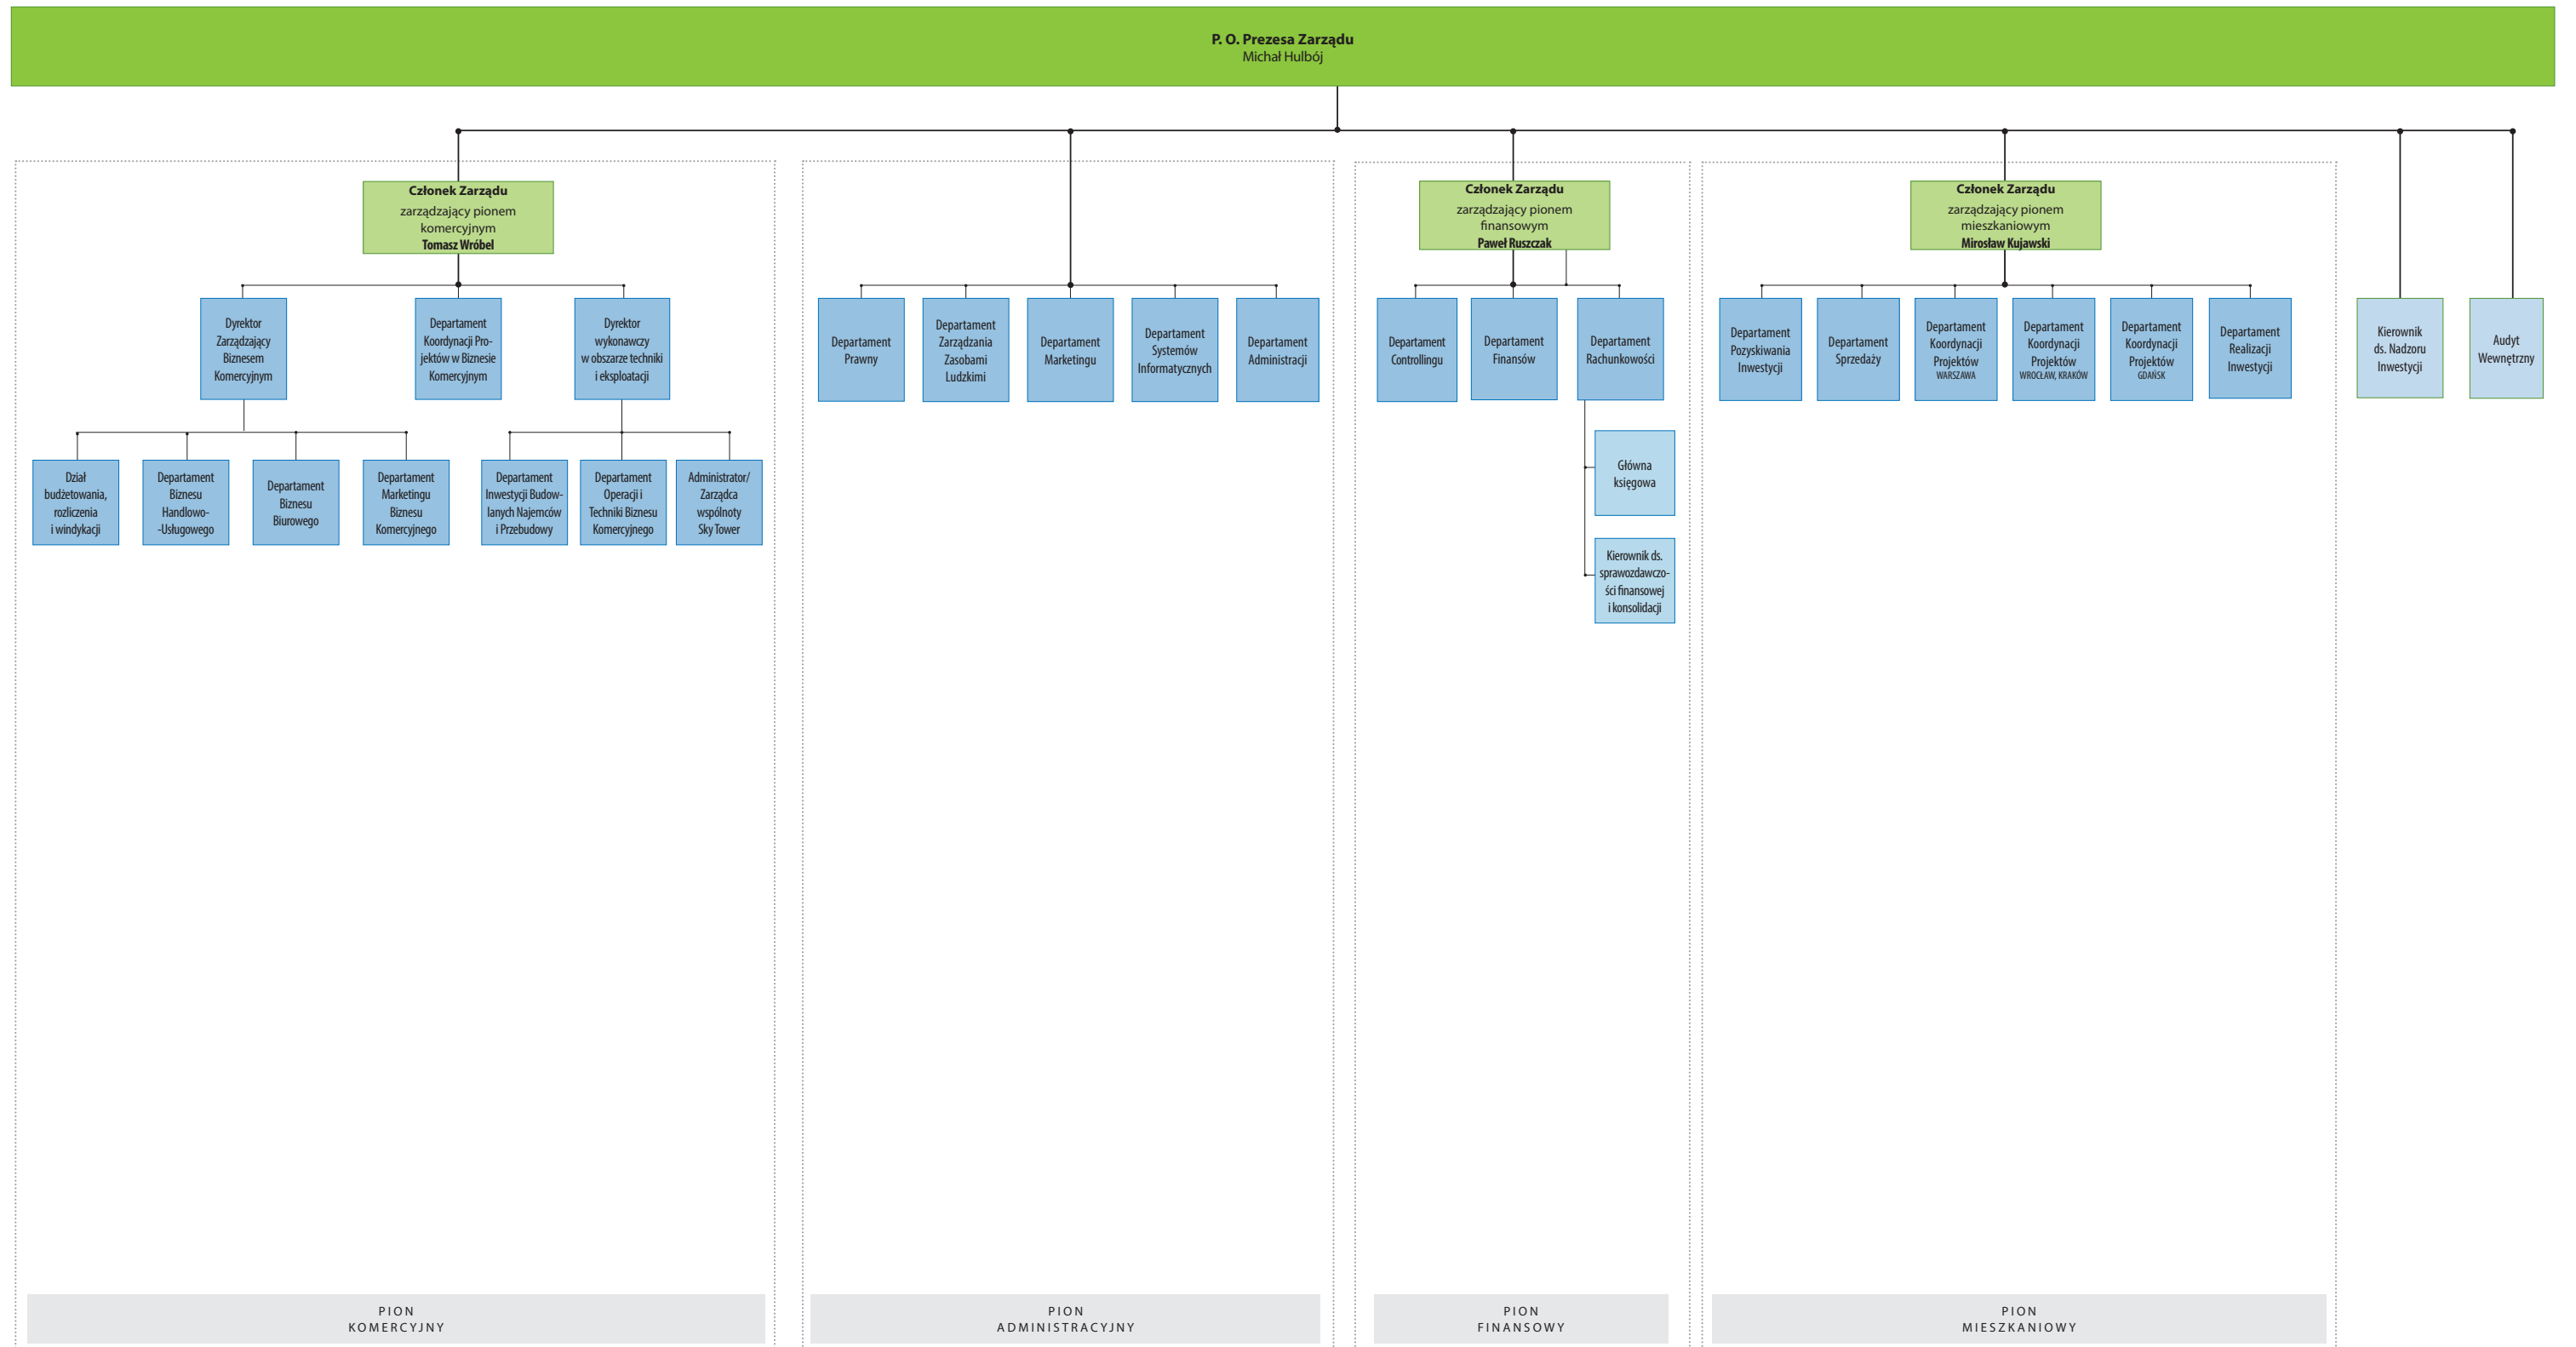 P. O. Prezesa Zarządu
Michał Hulbój
Członek Zarządu
zarządzający pionem
komercyjnym
Tomasz Wróbel
Członek Zarządu
zarządzający pionem
finansowym
Paweł Ruszczak
Członek Zarządu
zarządzający pionem
mieszkaniowym
Mirosław Kujawski
Dyrektor
Zarządzający
Biznesem
Komercyjnym
Departament
Koordynacji Pro-
jektów w Biznesie
Komercyjnym
Dyrektor
wykonawczy
w obszarze techniki
i eksploatacji
Departament
Prawny
Departament
Zarządzania
Zasobami
Ludzkimi
Departament
Marketingu
Departament
Systemów
Informatycznych
Departament
Administracji
Departament
Controllingu
Departament
Finansów
Departament
Rachunkowości
Departament
Pozyskiwania
Inwestycji
Departament
Sprzedaży
Departament
Koordynacji
Projektów
WARSZAWA
Departament
Koordynacji
Projektów
WROCŁAW, KRAKÓW
Departament
Koordynacji
Projektów
GDAŃSK
Departament
Realizacji
Inwestycji
Kierownik
ds. Nadzoru
Inwestycji
Audyt
Wewnętrzny
Dział
budżetowania,
rozliczenia
i windykacji
Departament
Biznesu
Handlowo-
-Usługowego
Departament
Biznesu
Biurowego
Departament
Marketingu
Biznesu
Komercyjnego
Departament
Inwestycji Budow-
lanych Najemców
i Przebudowy
Departament
Operacji i
Techniki Biznesu
Komercyjnego
Administrator/
Zarządca
wspólnoty
Sky Tower
Główna
księgowa
Kierownik ds.
sprawozdawczo-
ści finansowej
i konsolidacji
PION
KOMERCYJNY
PION
ADMINISTRACYJNY
PION
FINANSOWY
PION
MIESZKANIOWY